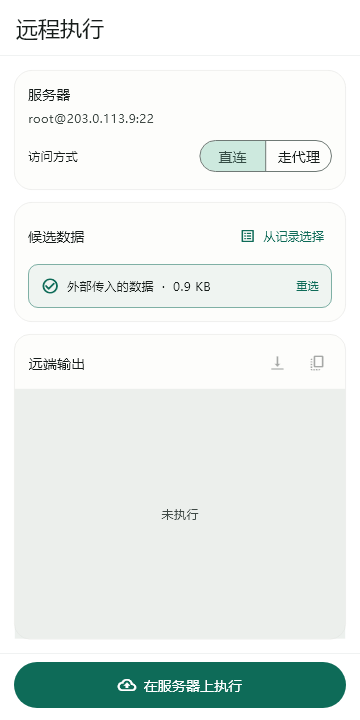 远程执行
服务器
root@203.0.113.9:22
访问方式
直连
走代理
候选数据
从记录选择
外部传入的数据 · 0.9 KB
重选
远端输出
未执行
在服务器上执行